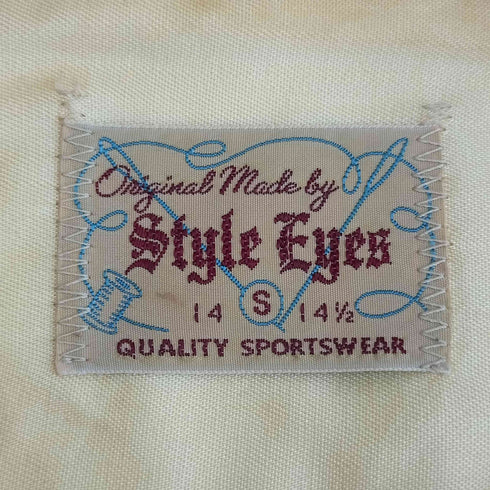 Original Made by
Style Eyes
14 S 14½
QUALITY SPORTSWEAR